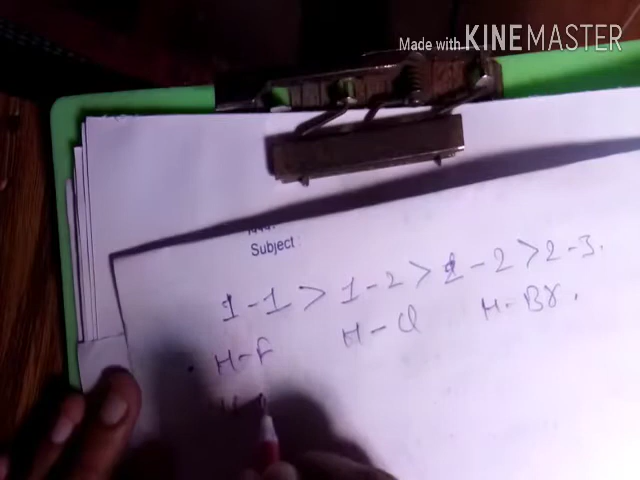 Made with KINEMASTER
Subject :
1-1 > 1-2 > 2-2 > 2-3.
H-F H-Cl H-Br.